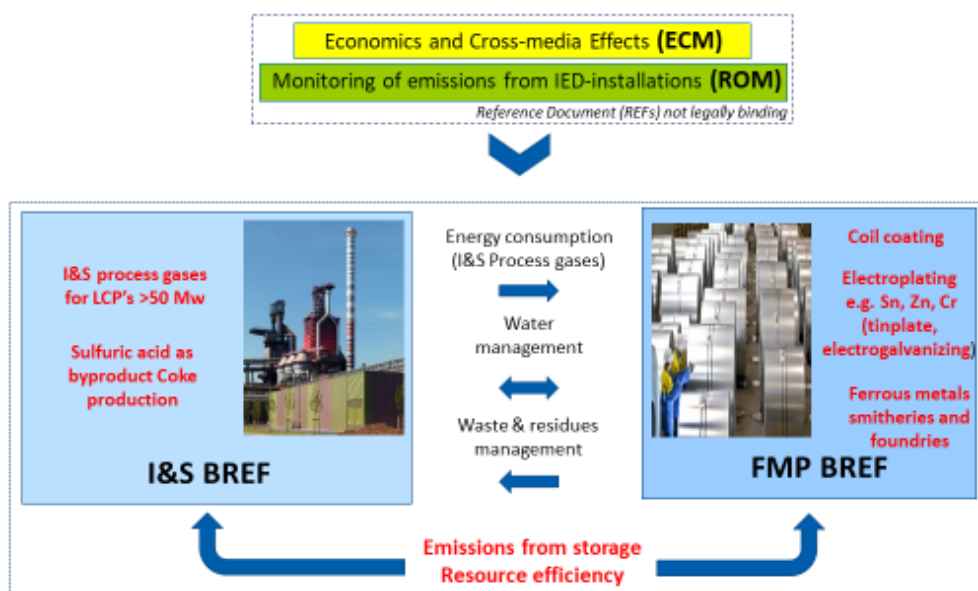 Economics and Cross-media Effects (ECM)
Monitoring of emissions from IED-installations (ROM)
Reference Document (REFs) not legally binding
I&S process gases
for LCP's >50 Mw
Sulfuric acid as
byproduct Coke
production
I&S BREF
Energy consumption
(I&S Process gases)
Water
management
Waste & residues
management
Coil coating
Electroplating
e.g. Sn, Zn, Cr
(tinplate,
electrogalvanizing)
Ferrous metals
smitheries and
foundries
FMP BREF
Emissions from storage
Resource efficiency